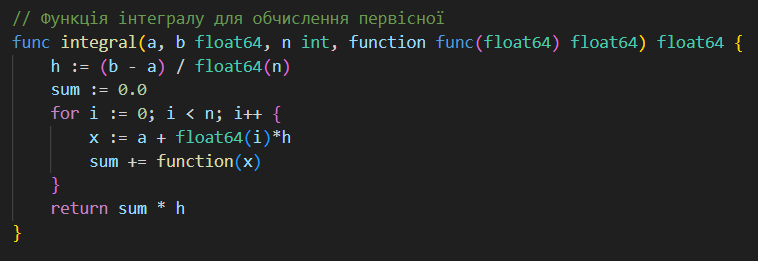 // Функція інтегралу для обчислення первісної
func integral(a, b float64, n int, function func(float64) float64) float64 {
    h := (b - a) / float64(n)
    sum := 0.0
    for i := 0; i < n; i++ {
        x := a + float64(i)*h
        sum += function(x)
    }
    return sum * h
}